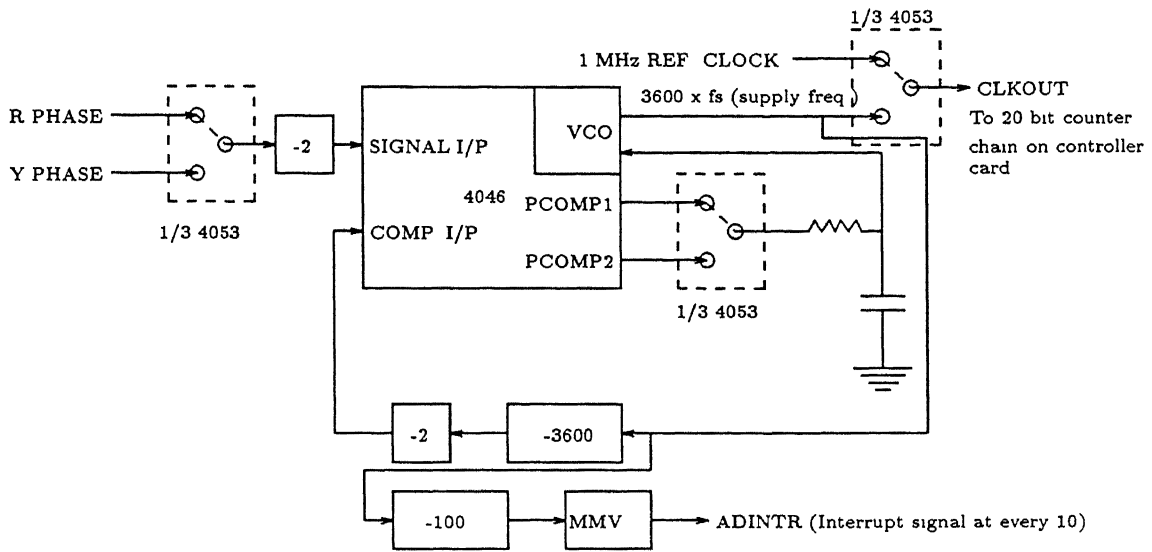 1/3 4053
1 MHz REF CLOCK
CLKOUT
3600 x fs (supply freq )
To 20 bit counter
chain on controller
card
R PHASE
Y PHASE
1/3 4053
-2
SIGNAL I/P
VCO
4046
PCOMP1
COMP I/P
PCOMP2
1/3 4053
-2
-3600
-100
MMV
ADINTR (Interrupt signal at every 10)